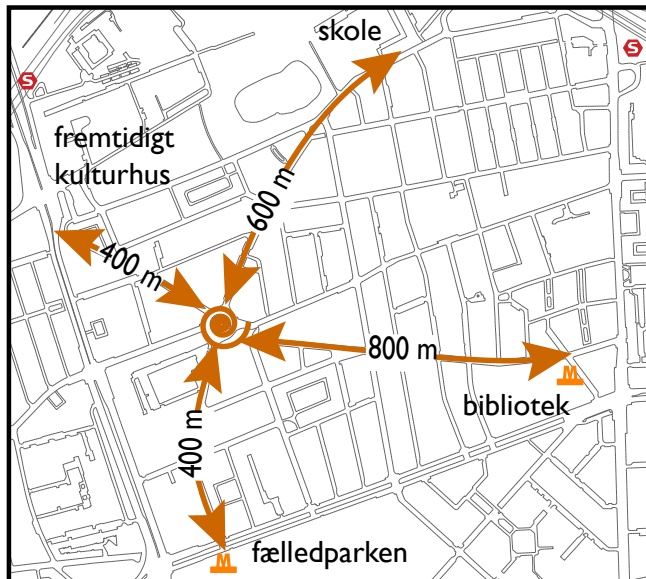 skole
S
S
fremtidigt
kulturhus
600 m
400 m
800 m
M
bibliotek
400 m
M
fælledparken